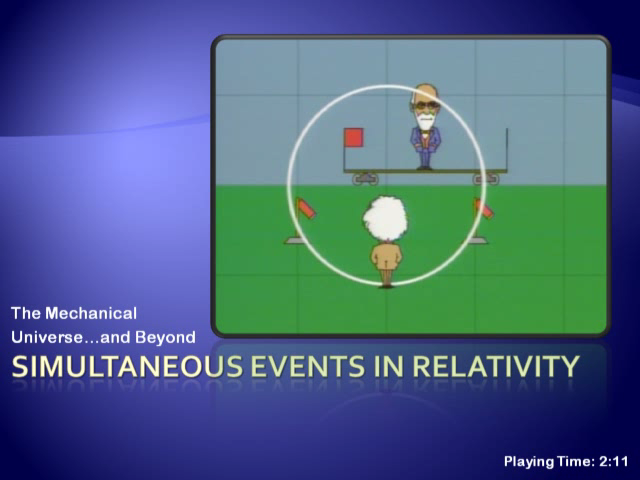 The Mechanical
Universe...and Beyond
SIMULTANEOUS EVENTS IN RELATIVITY
Playing Time: 2:11